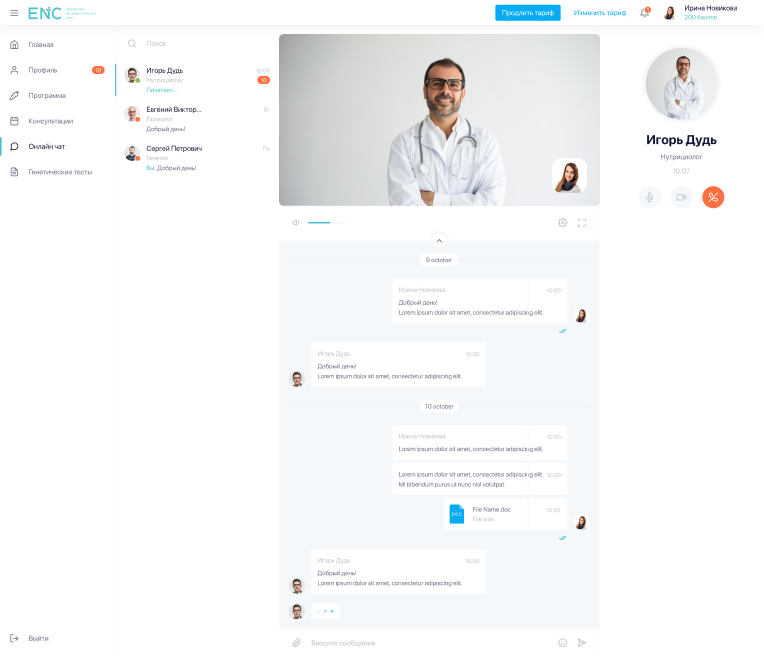 ENC
Продлить тариф
Изменить тариф
1
Ирина Новикова
200 баллов
Главная
Профиль
10
Программа
Консультации
Онлайн чат
Генетические тесты
Выйти
Поиск
Игорь Дудь
10:09
Нутрициолог
10
Печатает...
Евгений Виктор...
Вт
Психолог
Добрый день!
Сергей Петрович
Пн
Генетик
Вы: Добрый день!
9 october
Ирина Новикова
10:00
Добрый день!
Lorem ipsum dolor sit amet, consectetur adipiscing elit.
Игорь Дудь
10:00
Добрый день!
Lorem ipsum dolor sit amet, consectetur adipiscing elit.
10 october
Ирина Новикова
10:00
Lorem ipsum dolor sit amet, consectetur adipiscing elit.
Lorem ipsum dolor sit amet, consectetur adipiscing elit.
10:00
Mi bibendum purus ut nunc nisl volutpat.
DOC
File Name.doc
10:00
File size
Игорь Дудь
10:00
Добрый день!
Lorem ipsum dolor sit amet, consectetur adipiscing elit.
Введите сообщение
Игорь Дудь
Нутрициолог
10:07